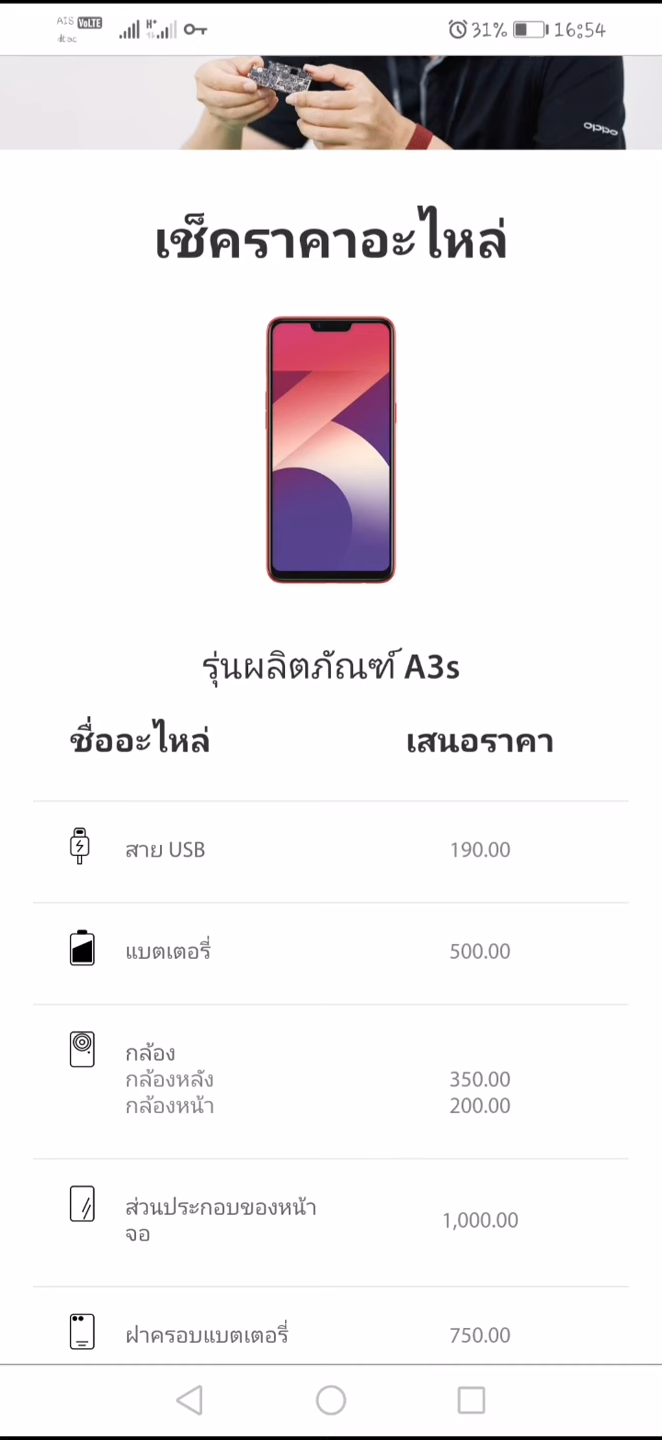 AIS VoLTE H+ 31% 16:54
dtac
oppo
เช็คราคาอะไหล่
รุ่นผลิตภัณฑ์ A3s
ชื่ออะไหล่ เสนอราคา
สาย USB 190.00
แบตเตอรี่ 500.00
กล้อง
กล้องหลัง 350.00
กล้องหน้า 200.00
ส่วนประกอบของหน้า
จอ 1,000.00
ฝาครอบแบตเตอรี่ 750.00